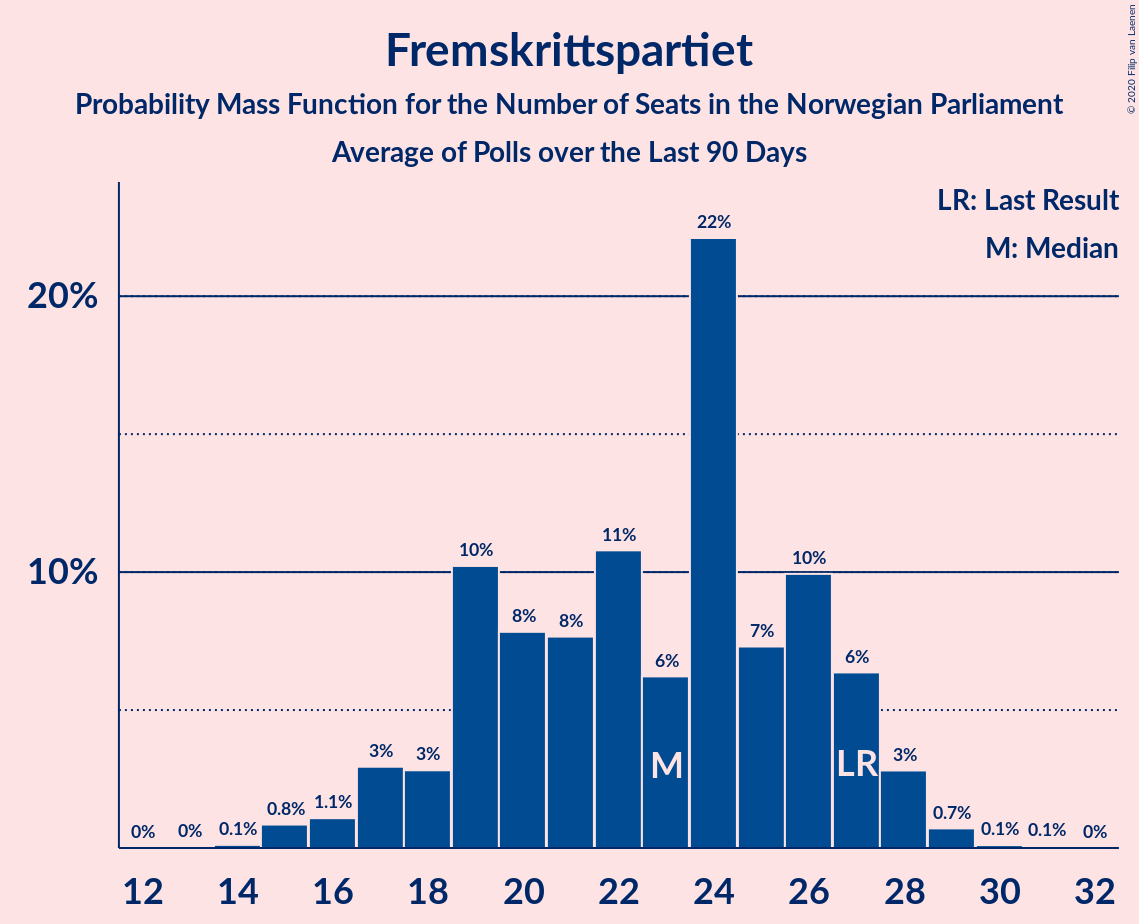 Fremskrittspartiet
Probability Mass Function for the Number of Seats in the Norwegian Parliament
Average of Polls over the Last 90 Days
© 2020 Filip van Laenen
LR: Last Result
M: Median
20%
10%
0% 0% 0.1% 0.8% 1.1% 3% 3% 10% 8% 8% 11% 6% 22% 7% 10% 6% 3% 0.7% 0.1% 0.1% 0%
M LR
12 14 16 18 20 22 24 26 28 30 32